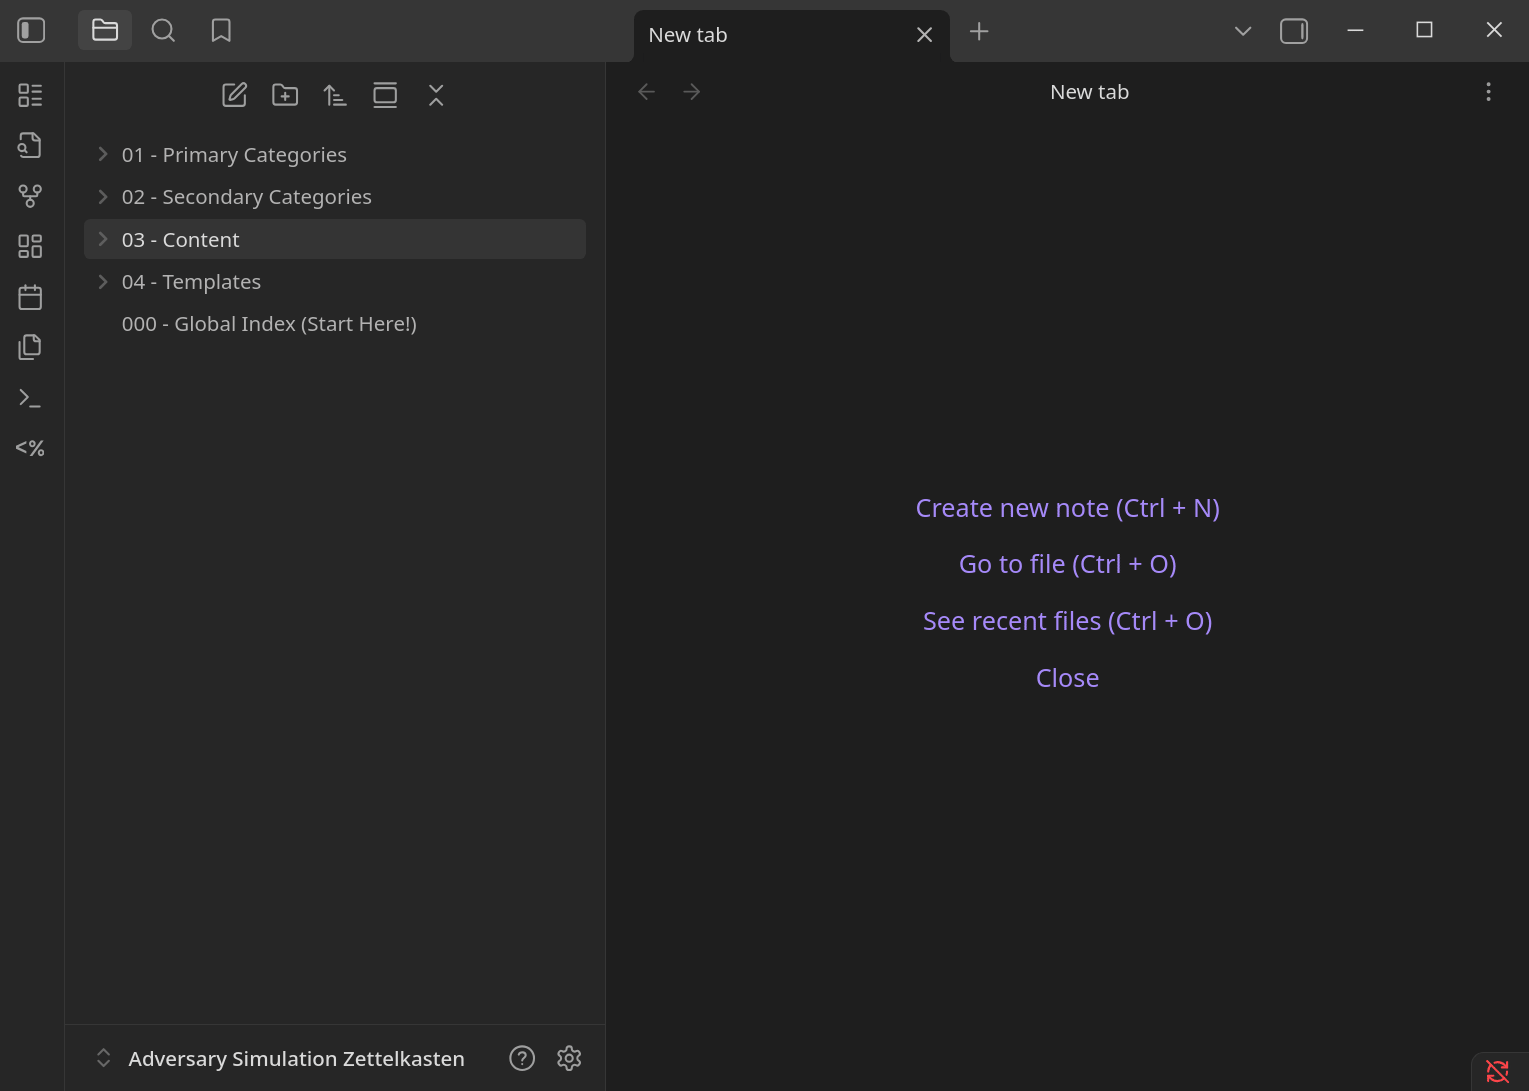 New tab
New tab
01 - Primary Categories
02 - Secondary Categories
03 - Content
04 - Templates
000 - Global Index (Start Here!)
<%
Create new note (Ctrl + N)
Go to file (Ctrl + O)
See recent files (Ctrl + O)
Close
Adversary Simulation Zettelkasten